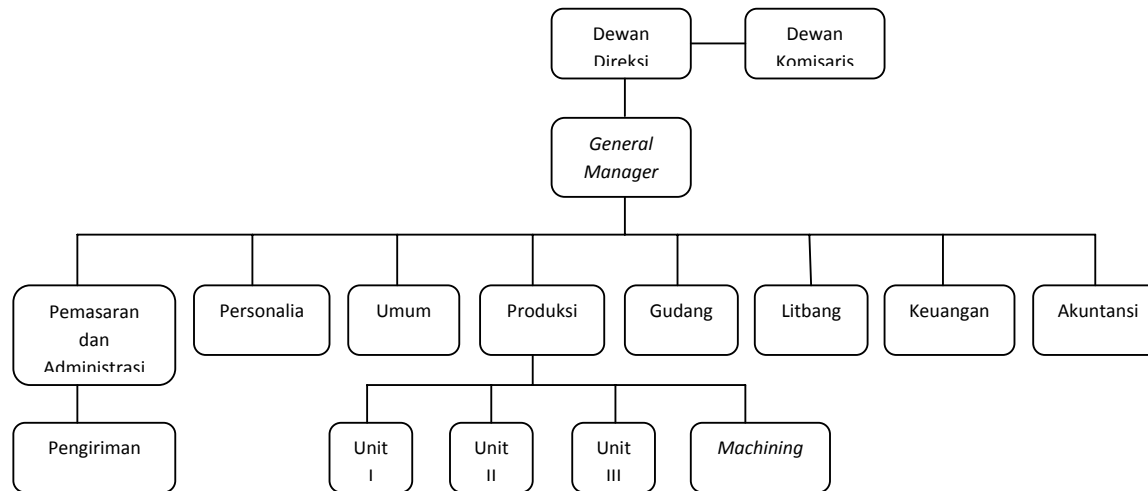 Dewan
Direksi
Dewan
Komisaris
General
Manager
Pemasaran
dan
Administrasi
Personalia
Umum
Produksi
Gudang
Litbang
Keuangan
Akuntansi
Pengiriman
Unit
I
Unit
II
Unit
III
Machining